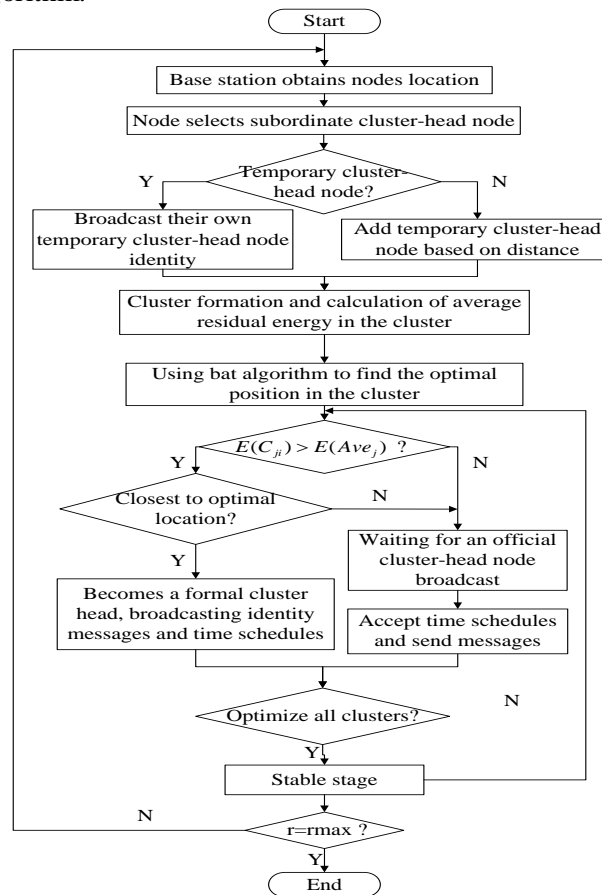 Start
Base station obtains nodes location
Node selects subordinate cluster-head node
Temporary cluster-
head node?
Y
N
Broadcast their own
temporary cluster-head node
identity
Add temporary cluster-head
node based on distance
Cluster formation and calculation of average
residual energy in the cluster
Using bat algorithm to find the optimal
position in the cluster
E(C_{ji}) > E(Ave_j) ?
Y
N
Closest to optimal
location?
N
Y
Waiting for an official
cluster-head node
broadcast
Becomes a formal cluster
head, broadcasting identity
messages and time schedules
Accept time schedules
and send messages
Optimize all clusters?
N
Y
Stable stage
r=rmax ?
N
Y
End